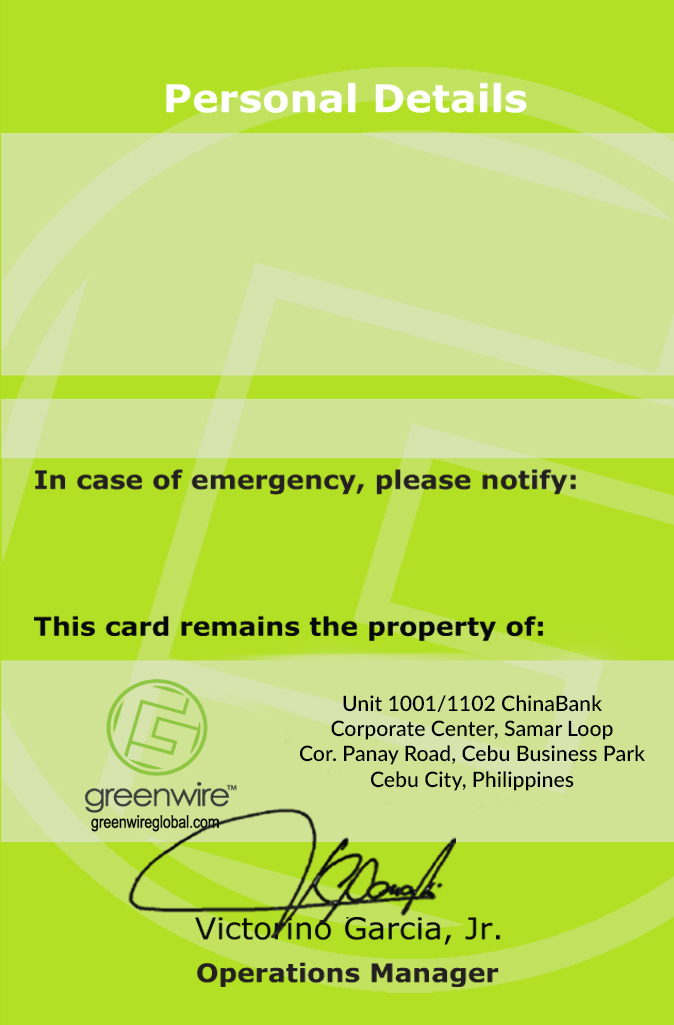 Personal Details
In case of emergency, please notify:
This card remains the property of:
Unit 1001/1102 ChinaBank
Corporate Center, Samar Loop
Cor. Panay Road, Cebu Business Park
Cebu City, Philippines
greenwire™
greenwireglobal.com
Victorino Garcia, Jr.
Operations Manager